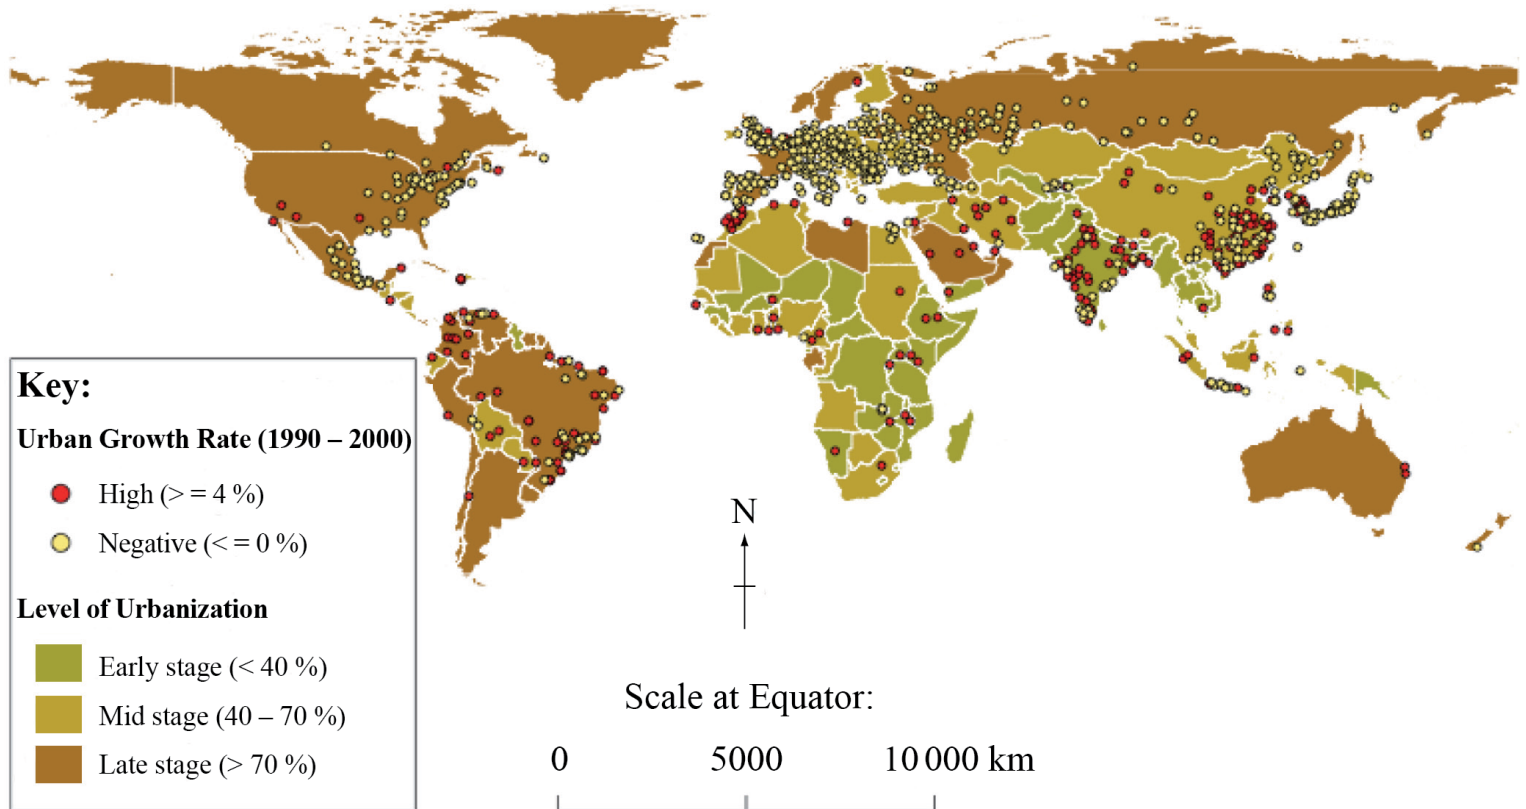 Key:
Urban Growth Rate (1990 – 2000)
High (> = 4 %)
Negative (< = 0 %)
Level of Urbanization
Early stage (< 40 %)
Mid stage (40 – 70 %)
Late stage (> 70 %)
N
Scale at Equator:
0 5000 10 000 km